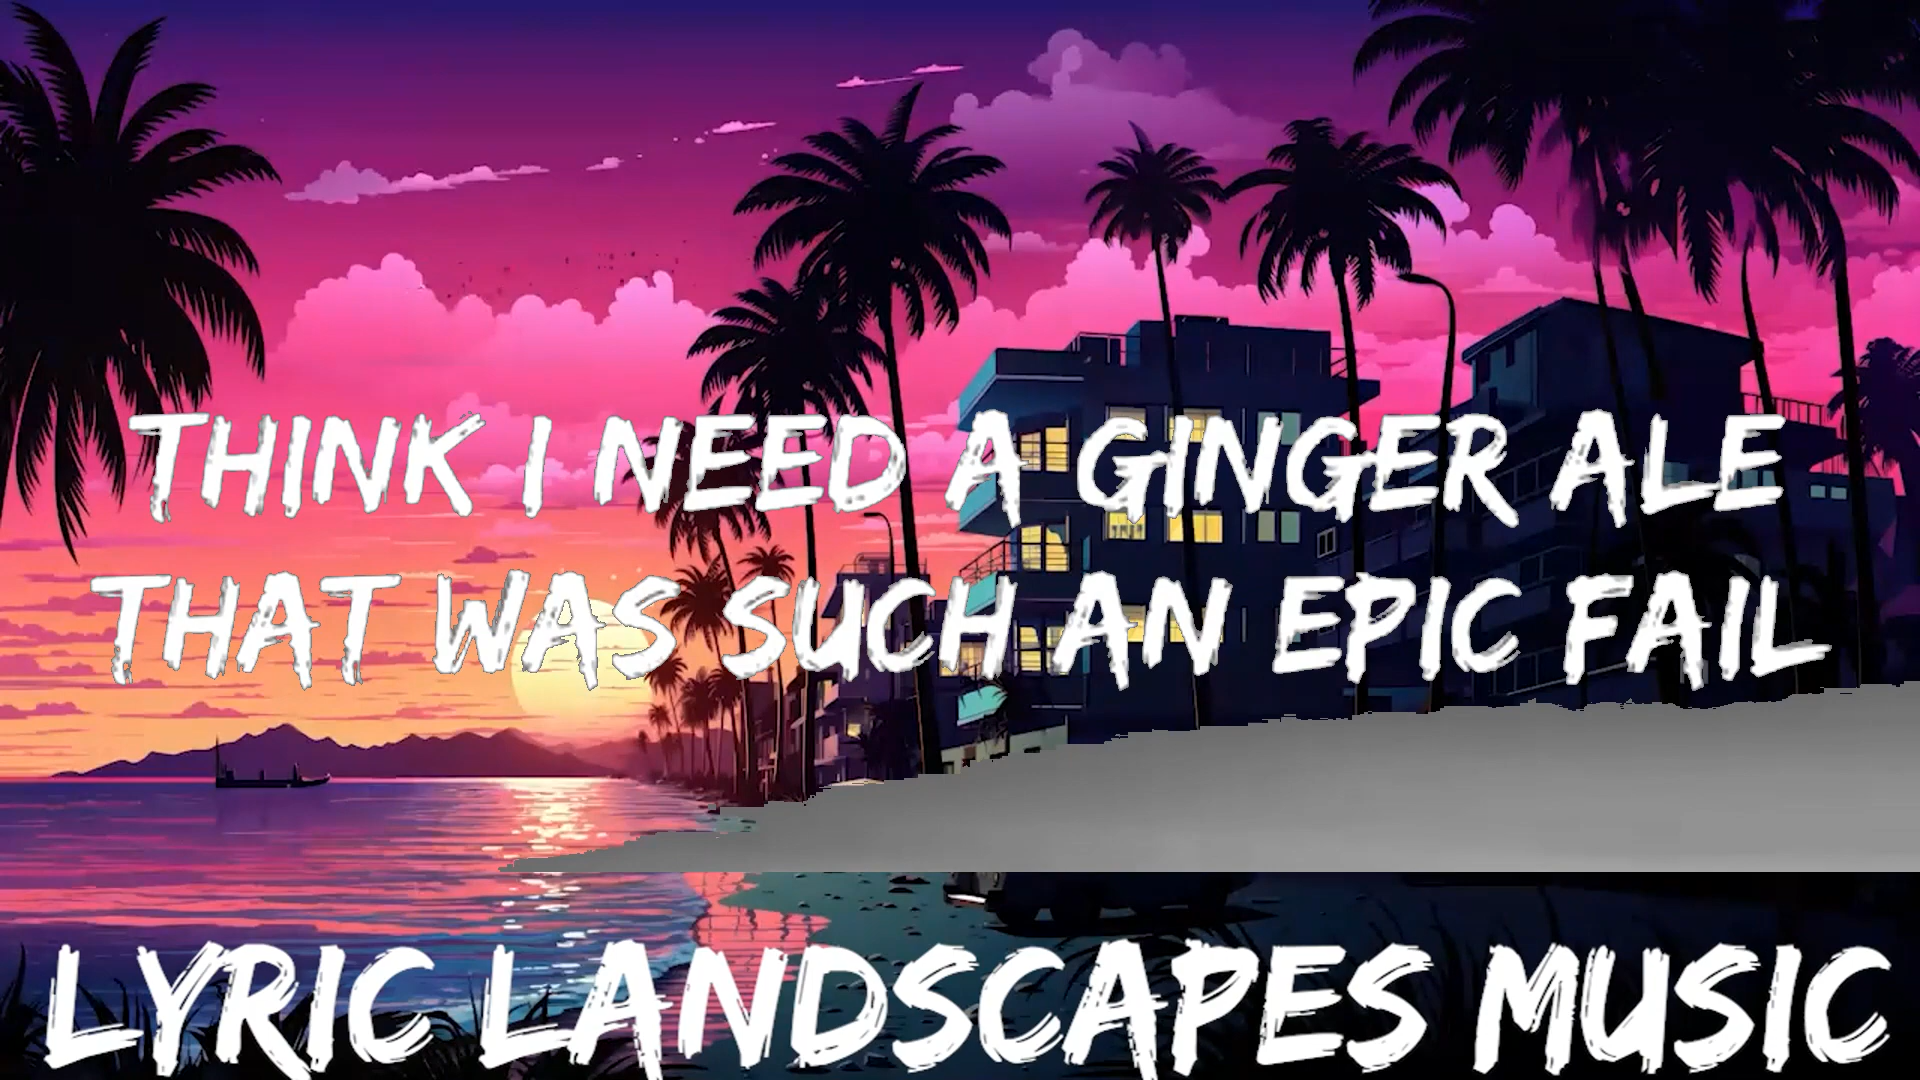 THINK I NEED A GINGER ALE
THAT WAS SUCH AN EPIC FAIL
LYRIC LANDSCAPES MUSIC